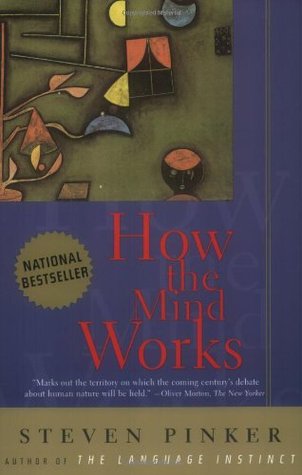 How
the
Mind
Works
NATIONAL
BESTSELLER
"Marks out the territory on which the coming century's debate
about human nature will be held." – Oliver Morton, The New Yorker
STEVEN PINKER
AUTHOR OF THE LANGUAGE INSTINCT